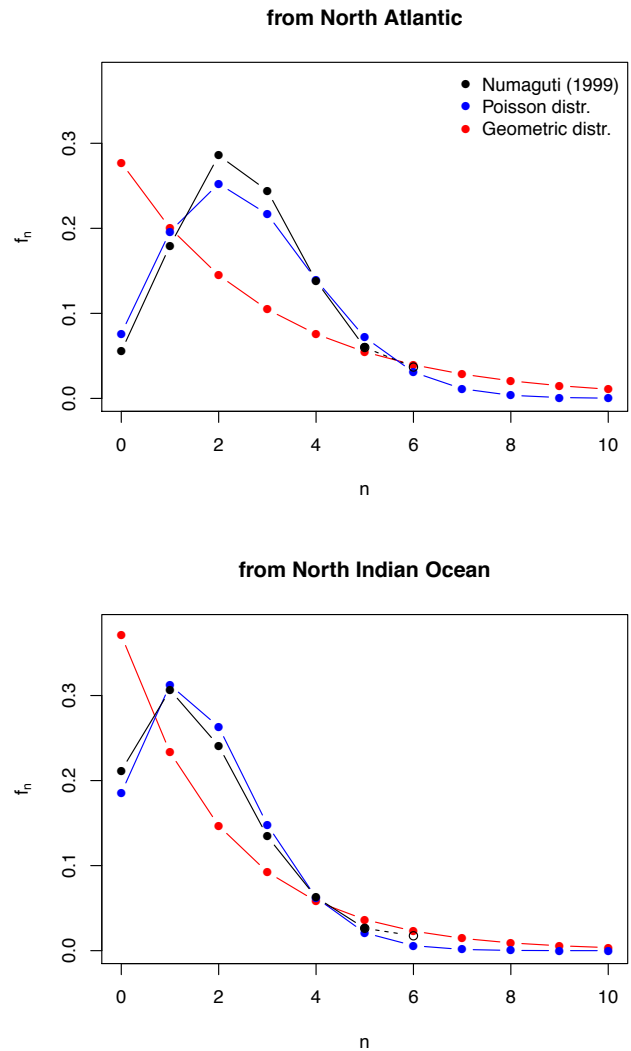 from North Atlantic
Numaguti (1999)
Poisson distr.
Geometric distr.
0.3
0.2
0.1
0.0
f_n
0 2 4 6 8 10
n
from North Indian Ocean
0.3
0.2
0.1
0.0
f_n
0 2 4 6 8 10
n